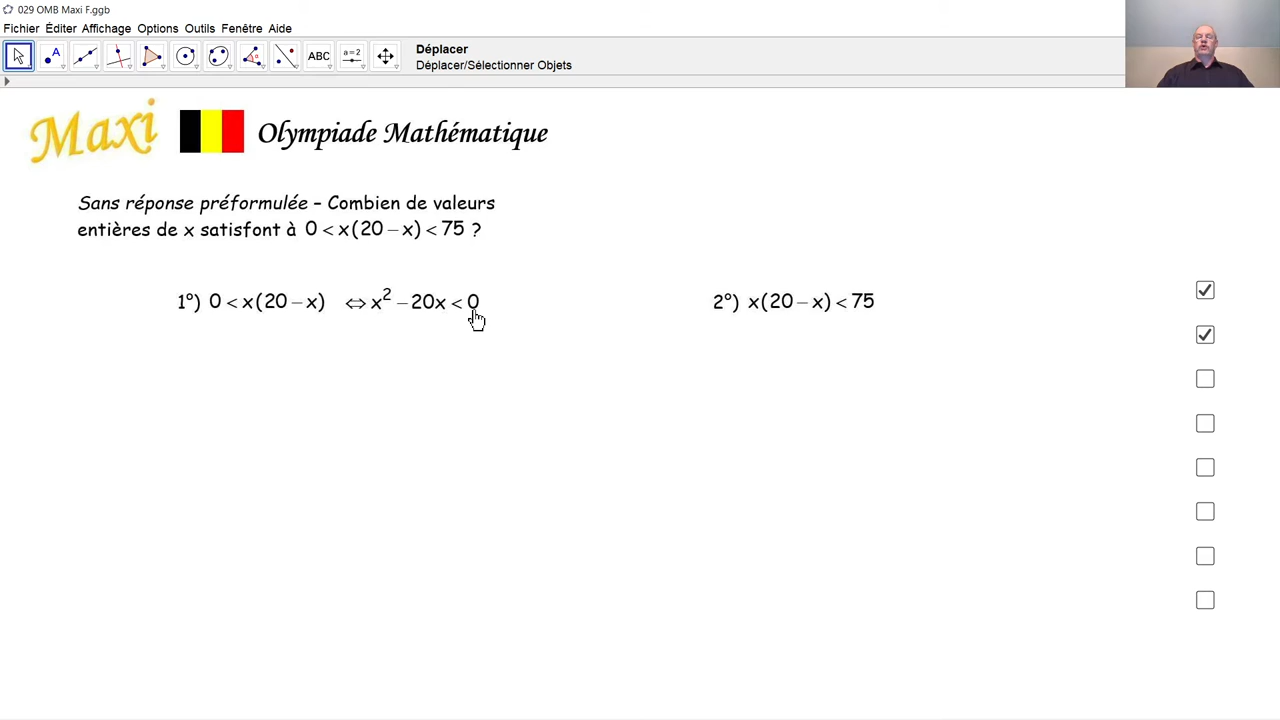 029 OMB Maxi F.ggb
Fichier Éditer Affichage Options Outils Fenêtre Aide
A
ABC
a=2
Déplacer
Déplacer/Sélectionner Objets
Maxi
Olympiade Mathématique
Sans réponse préformulée – Combien de valeurs
entières de x satisfont à 0 < x(20 − x) < 75 ?
1°) 0 < x(20 − x) ⇔ x² − 20x < 0
2°) x(20 − x) < 75